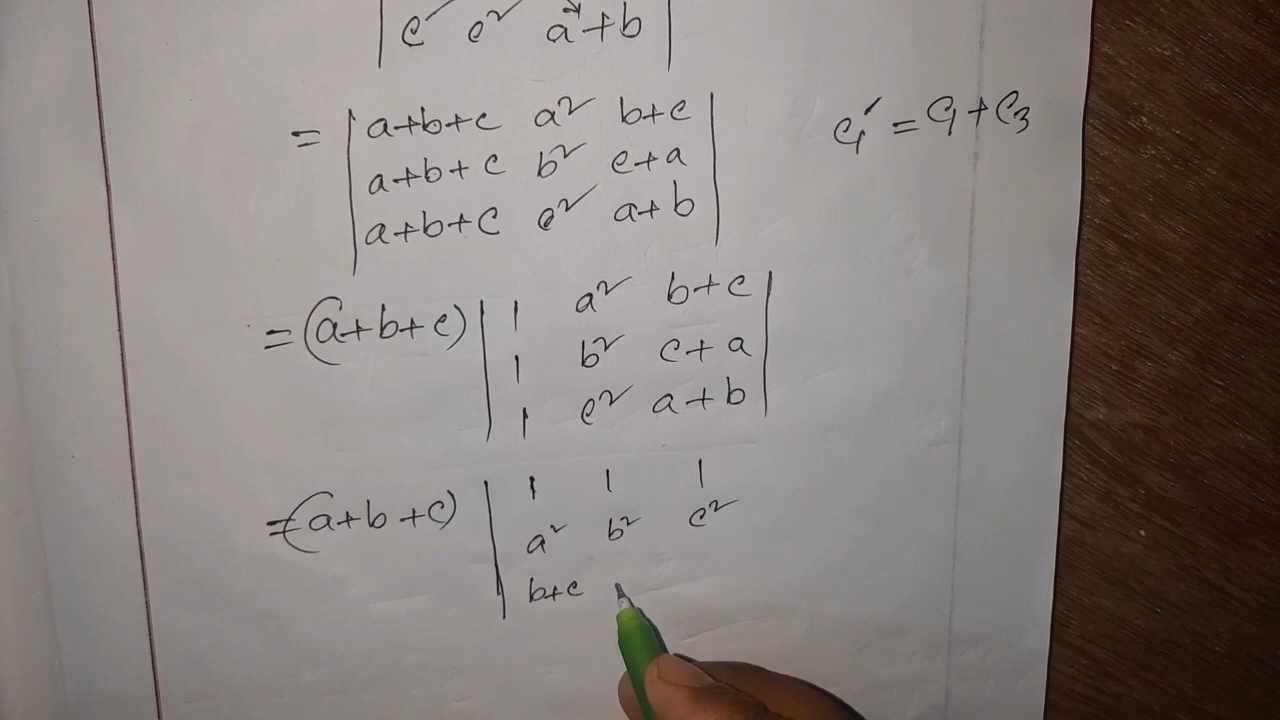 | c c² a+b |
= | a+b+c a² b+c |
C₁′ = C₁ + C₃
| a+b+c b² c+a |
| a+b+c c² a+b |
= (a+b+c) | 1 a² b+c |
| 1 b² c+a |
| 1 c² a+b |
= (a+b+c) | 1 1 1
| a² b² c²
| b+c